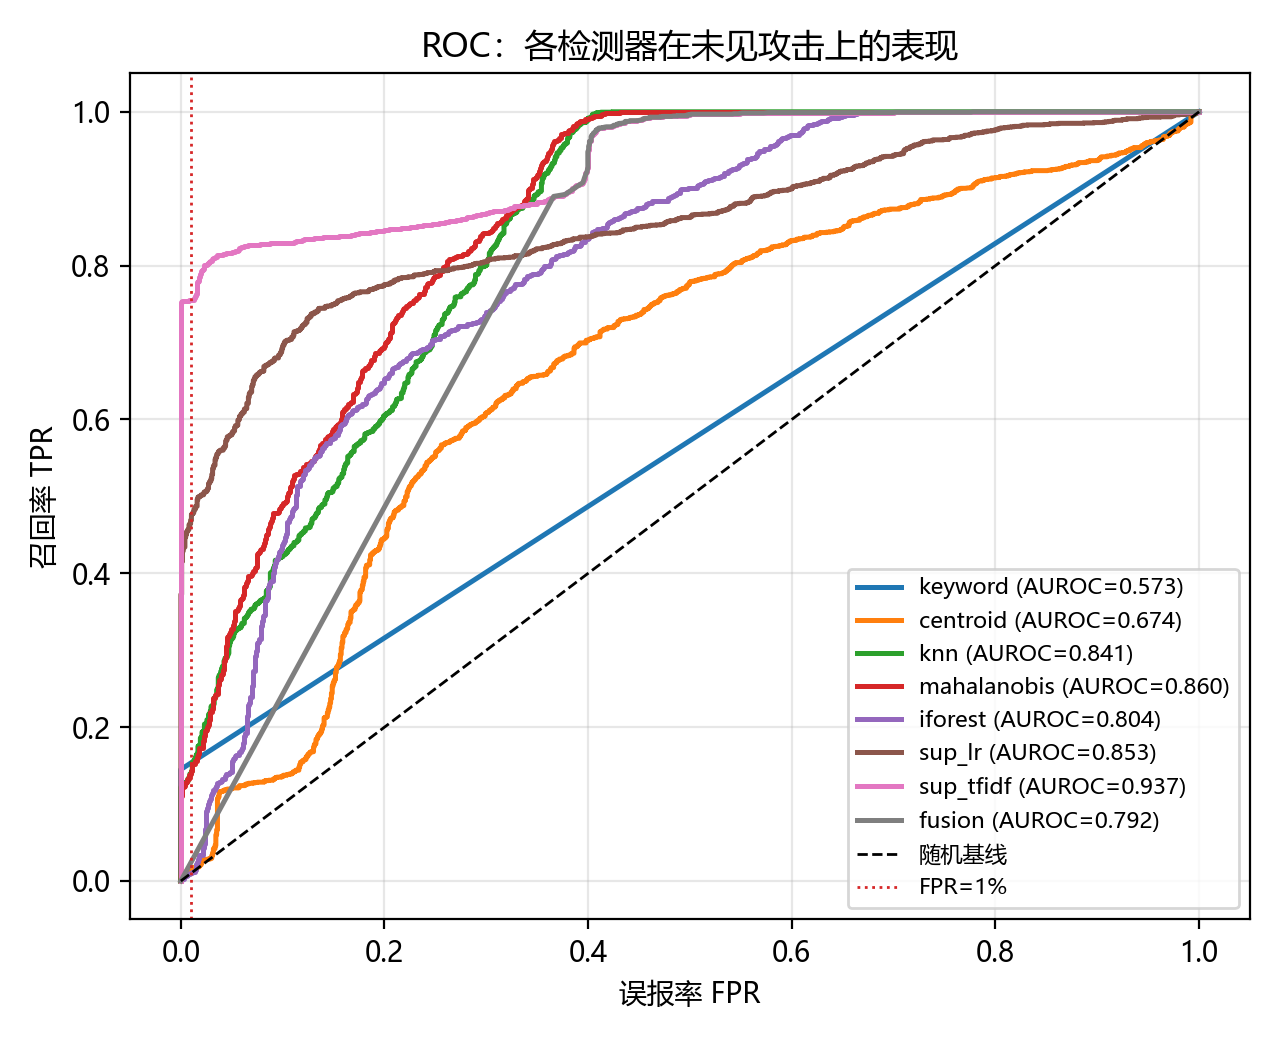 ROC：各检测器在未见攻击上的表现
1.0
0.8
0.6
0.4
0.2
0.0
召回率 TPR
keyword (AUROC=0.573)
centroid (AUROC=0.674)
knn (AUROC=0.841)
mahalanobis (AUROC=0.860)
iforest (AUROC=0.804)
sup_lr (AUROC=0.853)
sup_tfidf (AUROC=0.937)
fusion (AUROC=0.792)
随机基线
FPR=1%
0.0 0.2 0.4 0.6 0.8 1.0
误报率 FPR